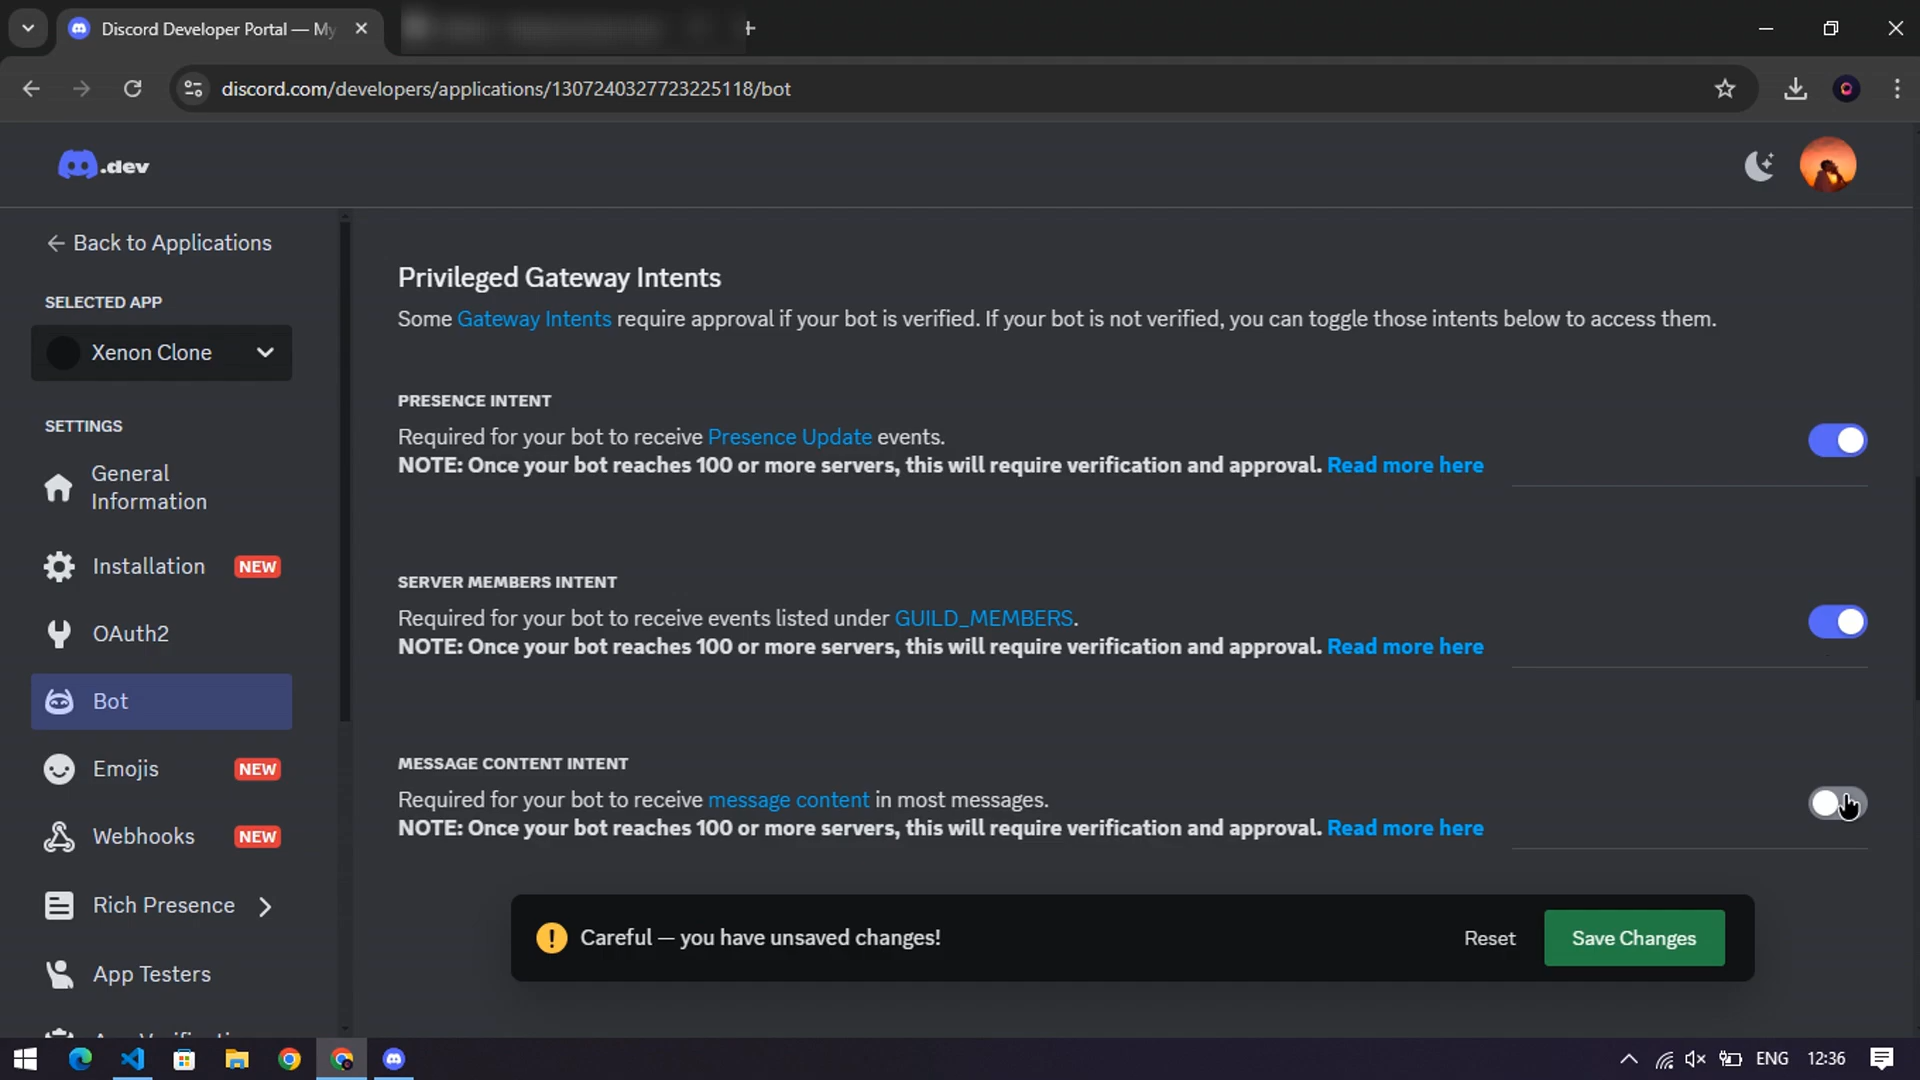 Discord Developer Portal — My
discord.com/developers/applications/1307240327723225118/bot
.dev
Back to Applications
SELECTED APP
Xenon Clone
SETTINGS
General
Information
Installation NEW
OAuth2
Bot
Emojis NEW
Webhooks NEW
Rich Presence
App Testers
Privileged Gateway Intents
Some Gateway Intents require approval if your bot is verified. If your bot is not verified, you can toggle those intents below to access them.
PRESENCE INTENT
Required for your bot to receive Presence Update events.
NOTE: Once your bot reaches 100 or more servers, this will require verification and approval. Read more here
SERVER MEMBERS INTENT
Required for your bot to receive events listed under GUILD_MEMBERS.
NOTE: Once your bot reaches 100 or more servers, this will require verification and approval. Read more here
MESSAGE CONTENT INTENT
Required for your bot to receive message content in most messages.
NOTE: Once your bot reaches 100 or more servers, this will require verification and approval. Read more here
Careful — you have unsaved changes!
Reset
Save Changes
ENG
12:36